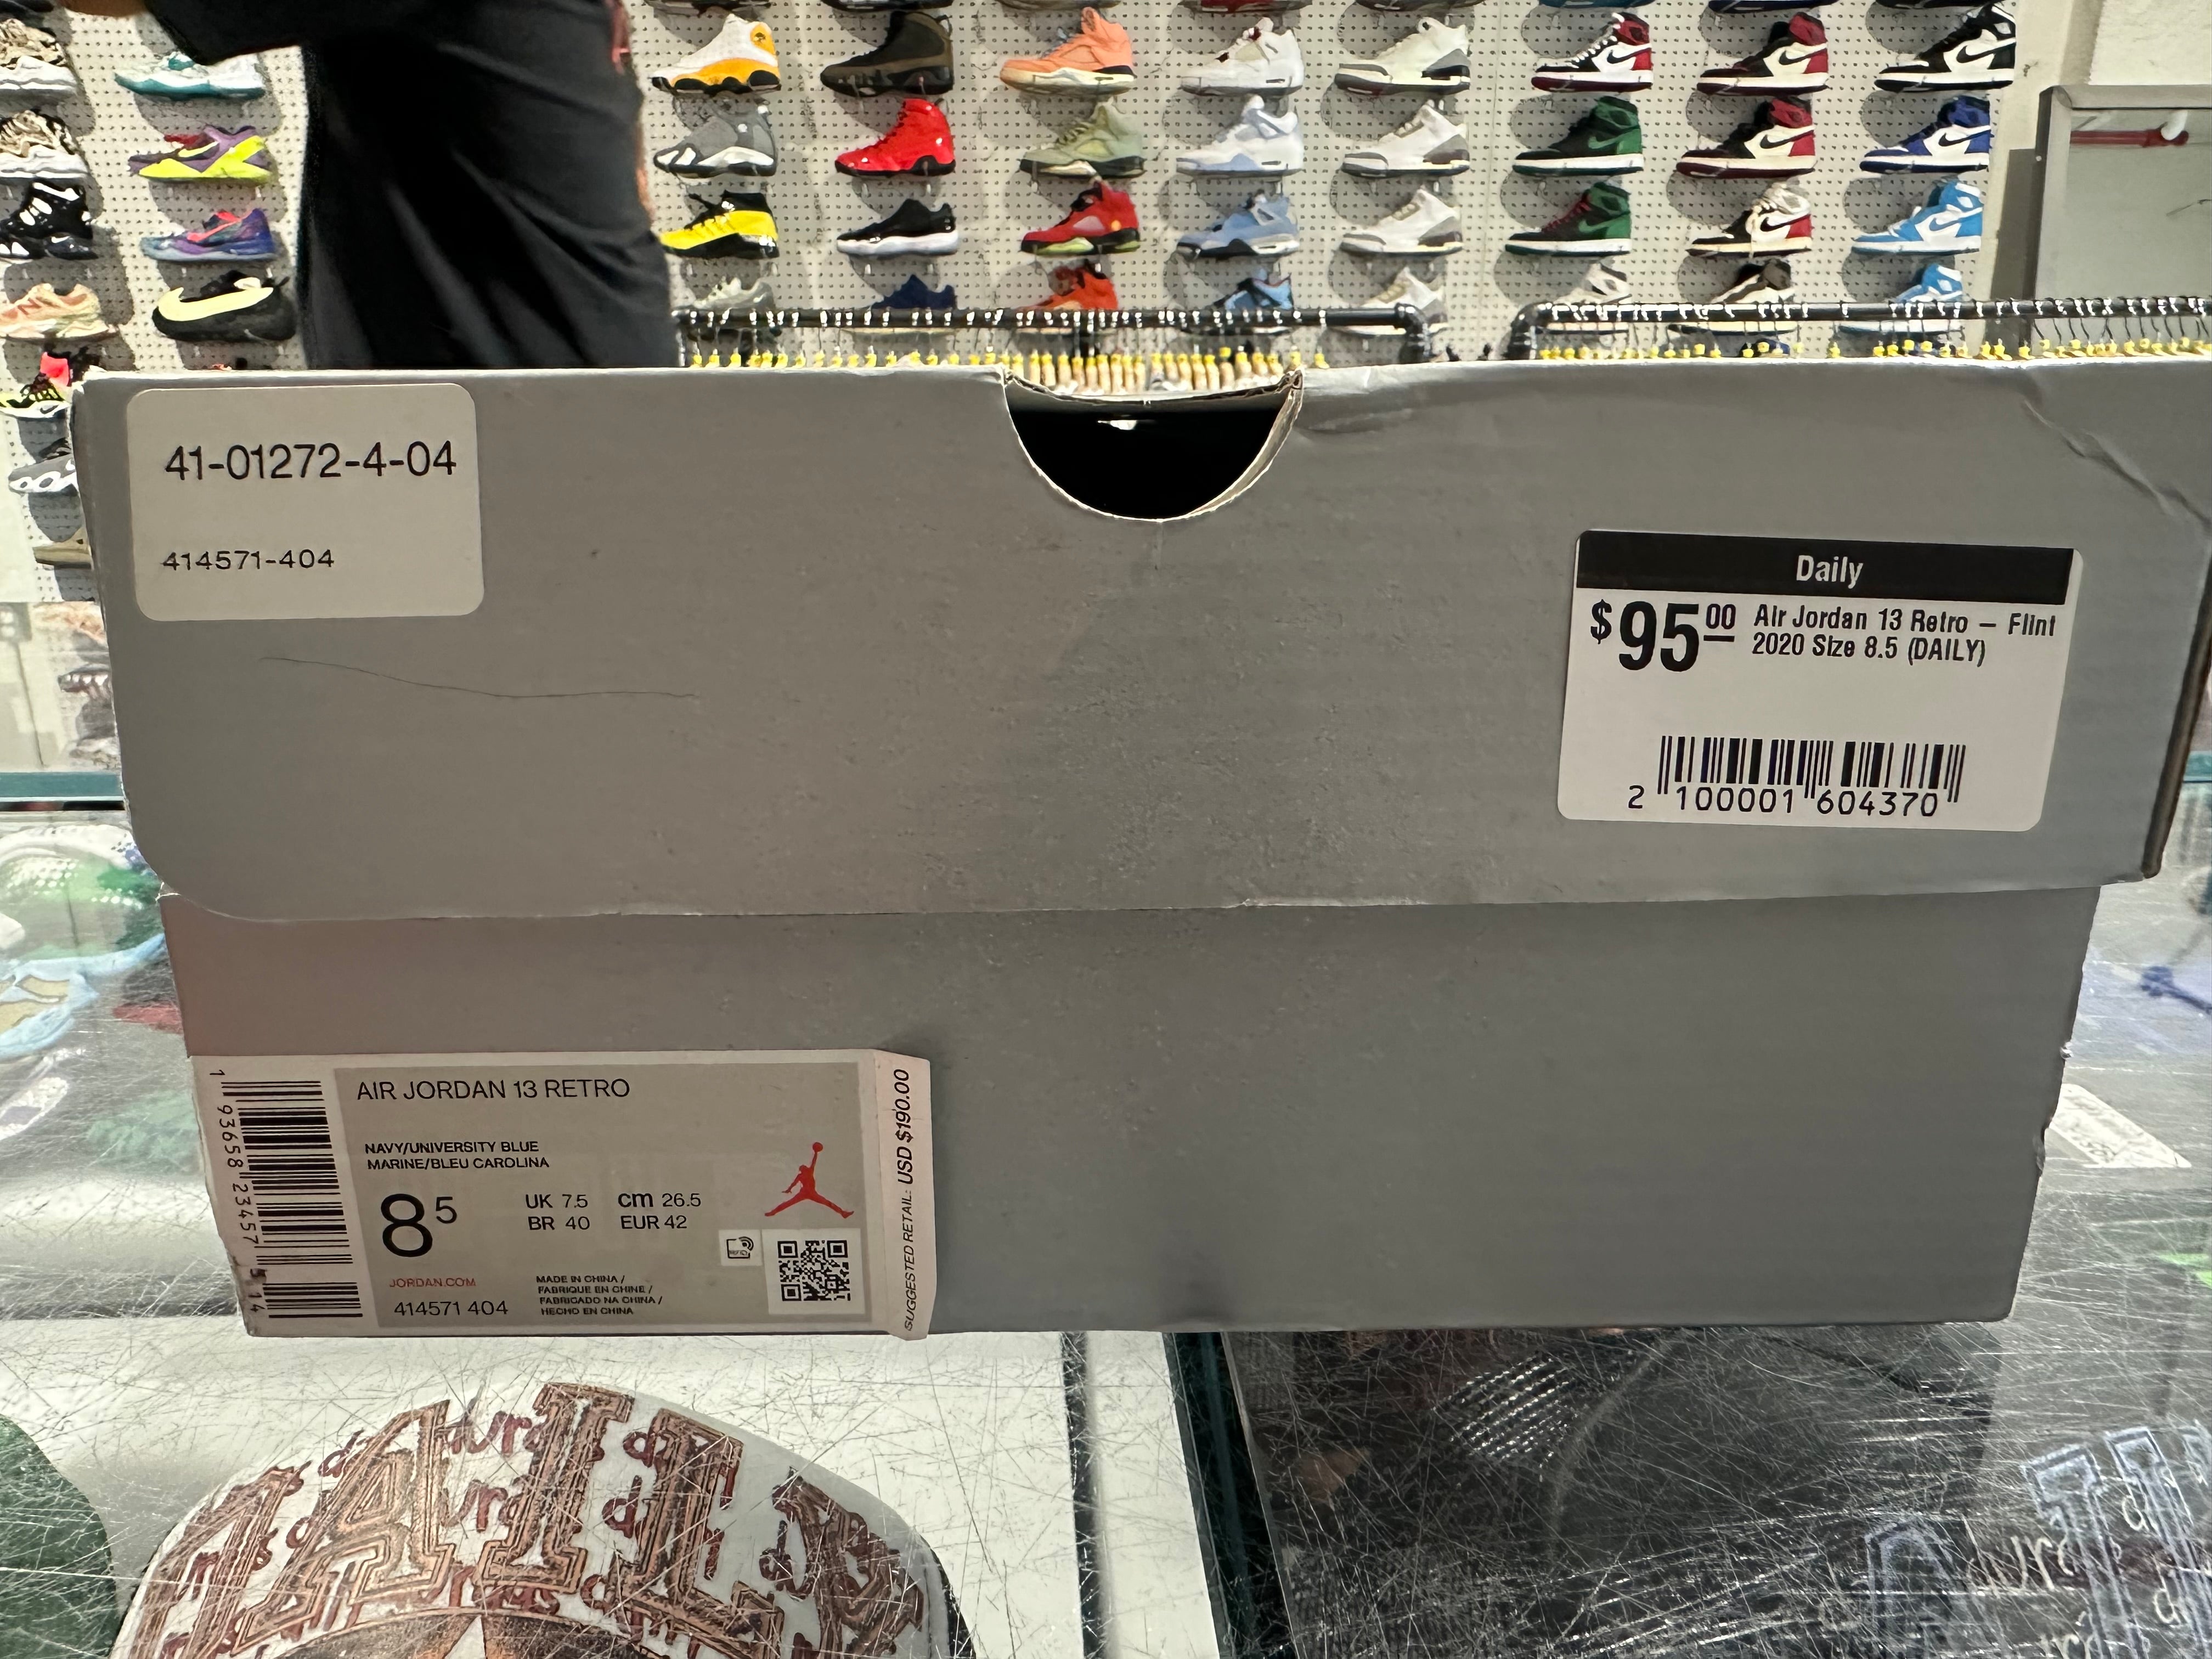 41-01272-4-04
414571-404
Daily
$95.00
Air Jordan 13 Retro – Flint
2020 Size 8.5 (DAILY)
2 100001 604370
AIR JORDAN 13 RETRO
NAVY/UNIVERSITY BLUE
MARINE/BLEU CAROLINA
8 5
UK 7.5 cm 26.5
BR 40 EUR 42
JORDAN.COM
414571 404
MADE IN CHINA /
FABRIQUE EN CHINE /
FABRICADO NA CHINA /
HECHO EN CHINA
1 93658 23457
SUGGESTED RETAIL: USD $190.00